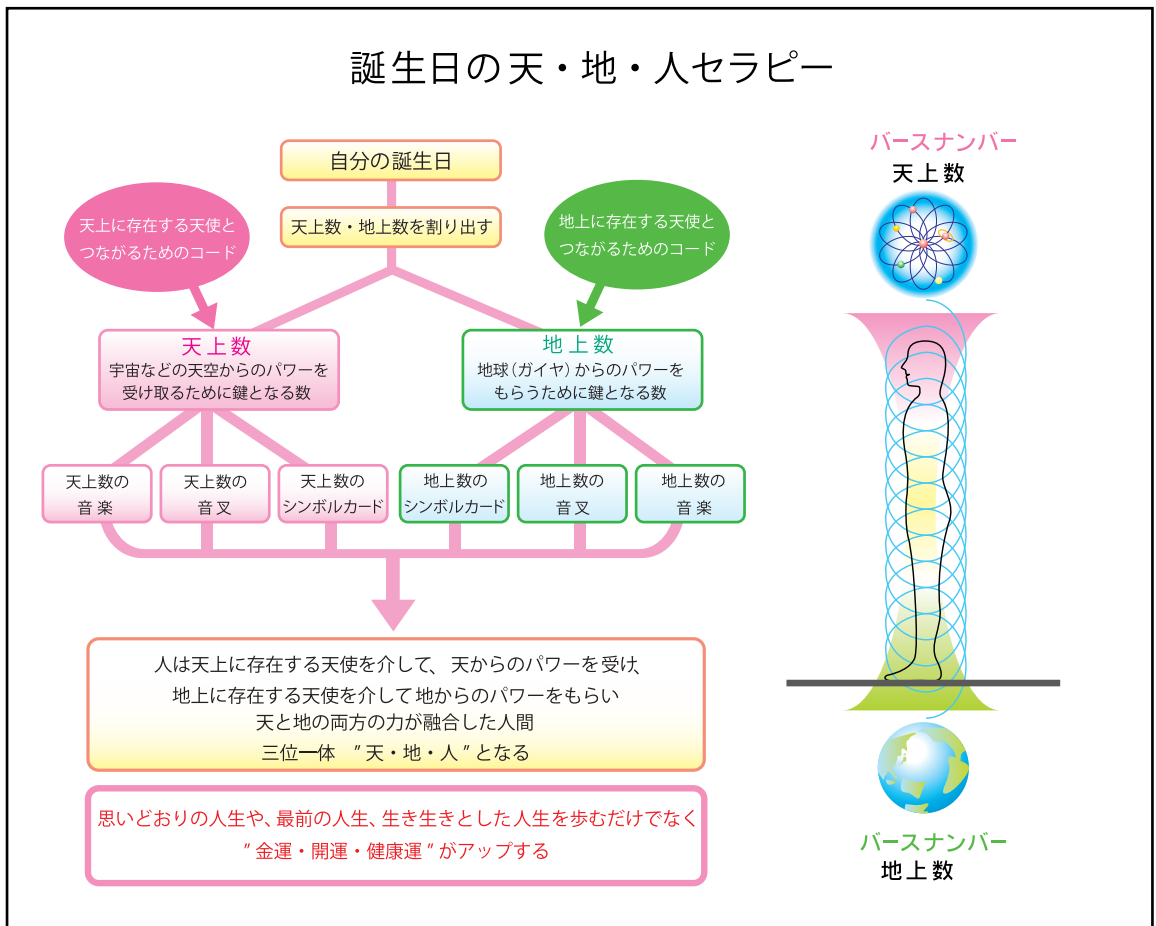 誕生日の天・地・人セラピー
自分の誕生日
天上数・地上数を割り出す
天上に存在する天使と
つながるためのコード
地上に存在する天使と
つながるためのコード
天上数
宇宙などの天空からのパワーを
受け取るために鍵となる数
地上数
地球(ガイヤ)からのパワーを
もらうために鍵となる数
天上数の
音楽
天上数の
音叉
天上数の
シンボルカード
地上数の
シンボルカード
地上数の
音叉
地上数の
音楽
人は天上に存在する天使を介して、天からのパワーを受け、
地上に存在する天使を介して地からのパワーをもらい
天と地の両方の力が融合した人間
三位一体 ”天・地・人”となる
思いどおりの人生や、最前の人生、生き生きとした人生を歩むだけでなく
”金運・開運・健康運”がアップする
バースナンバー
天上数
バースナンバー
地上数